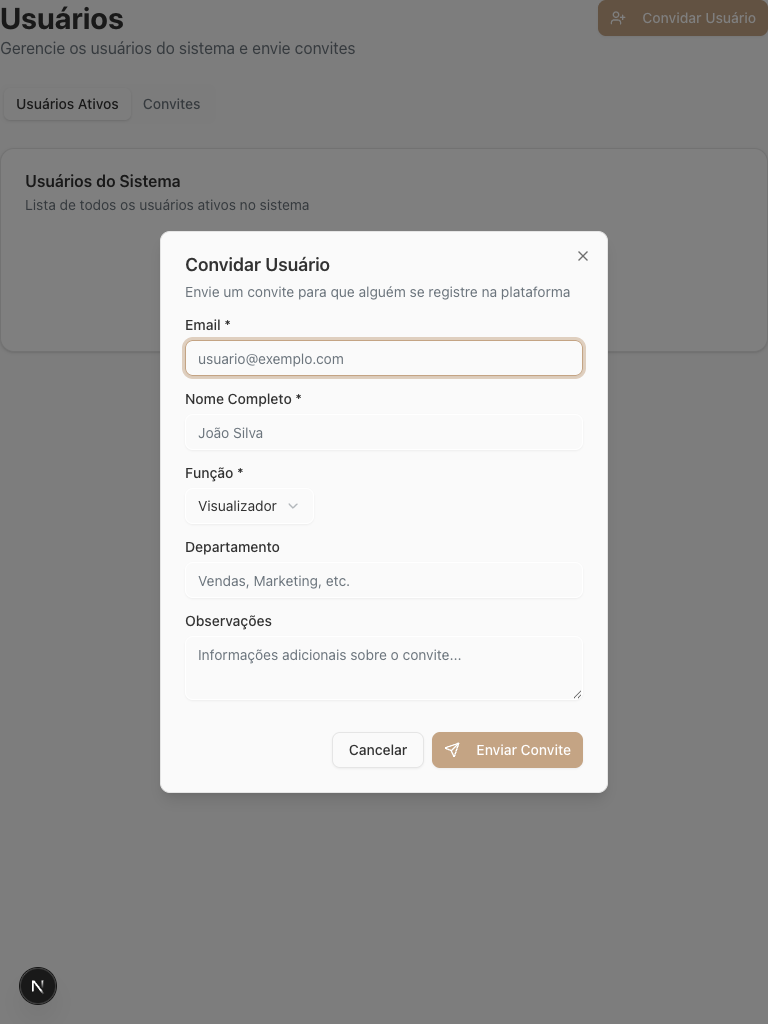 Usuários
Convidar Usuário
Gerencie os usuários do sistema e envie convites
Usuários Ativos
Convites
Usuários do Sistema
Lista de todos os usuários ativos no sistema
Convidar Usuário
Envie um convite para que alguém se registre na plataforma
Email *
usuario@exemplo.com
Nome Completo *
João Silva
Função *
Visualizador
Departamento
Vendas, Marketing, etc.
Observações
Informações adicionais sobre o convite...
Cancelar
Enviar Convite
N